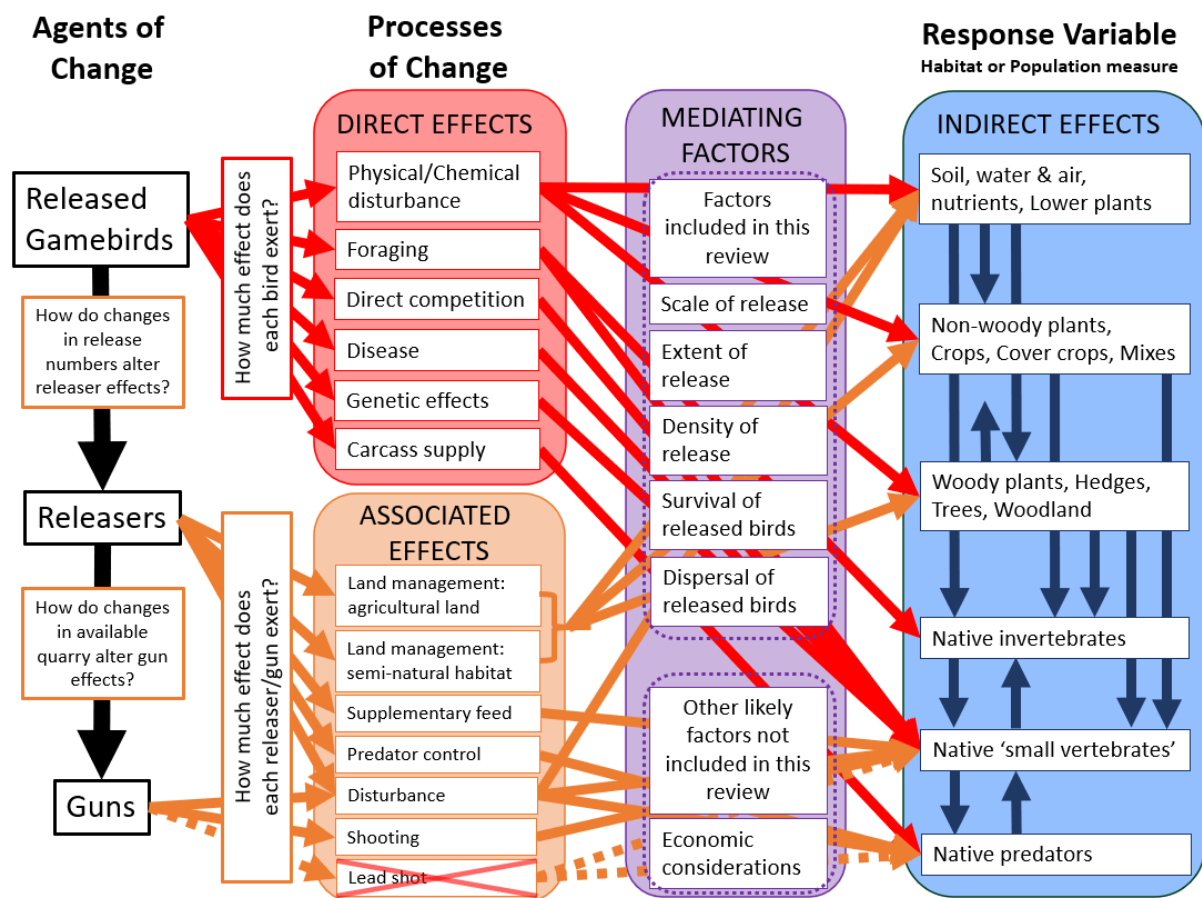 Agents of
Change
Processes
of Change
Response Variable
Habitat or Population measure
Released
Gamebirds
How do changes
in release
numbers alter
releaser effects?
Releasers
How do changes
in available
quarry alter gun
effects?
Guns
How much effect does
each bird exert?
How much effect does
each releaser/gun exert?
DIRECT EFFECTS
Physical/Chemical
disturbance
Foraging
Direct competition
Disease
Genetic effects
Carcass supply
ASSOCIATED
EFFECTS
Land management:
agricultural land
Land management:
semi-natural habitat
Supplementary feed
Predator control
Disturbance
Shooting
Lead shot
MEDIATING
FACTORS
Factors
included in this
review
Scale of release
Extent of
release
Density of
release
Survival of
released birds
Dispersal of
released birds
Other likely
factors not
included in this
review
Economic
considerations
INDIRECT EFFECTS
Soil, water & air,
nutrients, Lower plants
Non-woody plants,
Crops, Cover crops, Mixes
Woody plants, Hedges,
Trees, Woodland
Native invertebrates
Native ‘small vertebrates’
Native predators